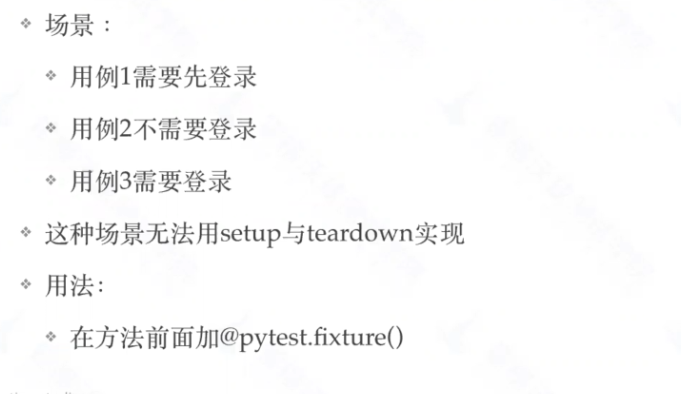 场景：
用例1需要先登录
用例2不需要登录
用例3需要登录
这种场景无法用setup与teardown实现
用法：
在方法前面加@pytest.fixture()